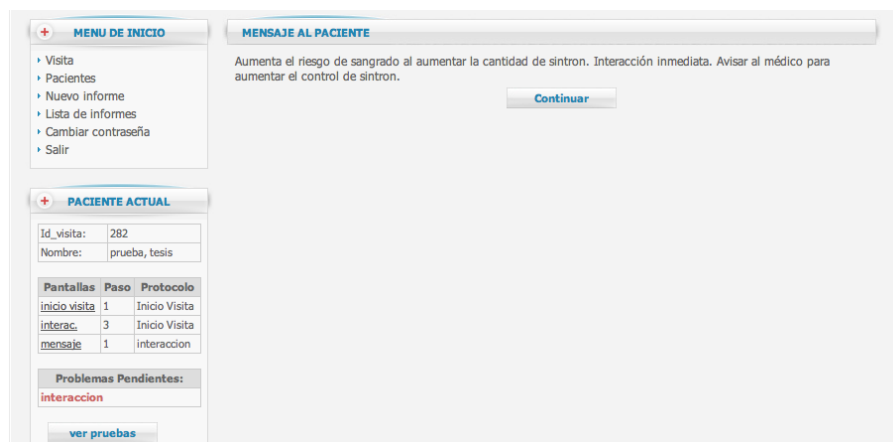 MENU DE INICIO
Visita
Pacientes
Nuevo informe
Lista de informes
Cambiar contraseña
Salir
PACIENTE ACTUAL
Id_visita: 282
Nombre: prueba, tesis
Pantallas Paso Protocolo
inicio visita 1 Inicio Visita
interac. 3 Inicio Visita
mensaje 1 interaccion
Problemas Pendientes:
interaccion
ver pruebas
MENSAJE AL PACIENTE
Aumenta el riesgo de sangrado al aumentar la cantidad de sintron. Interacción inmediata. Avisar al médico para
aumentar el control de sintron.
Continuar